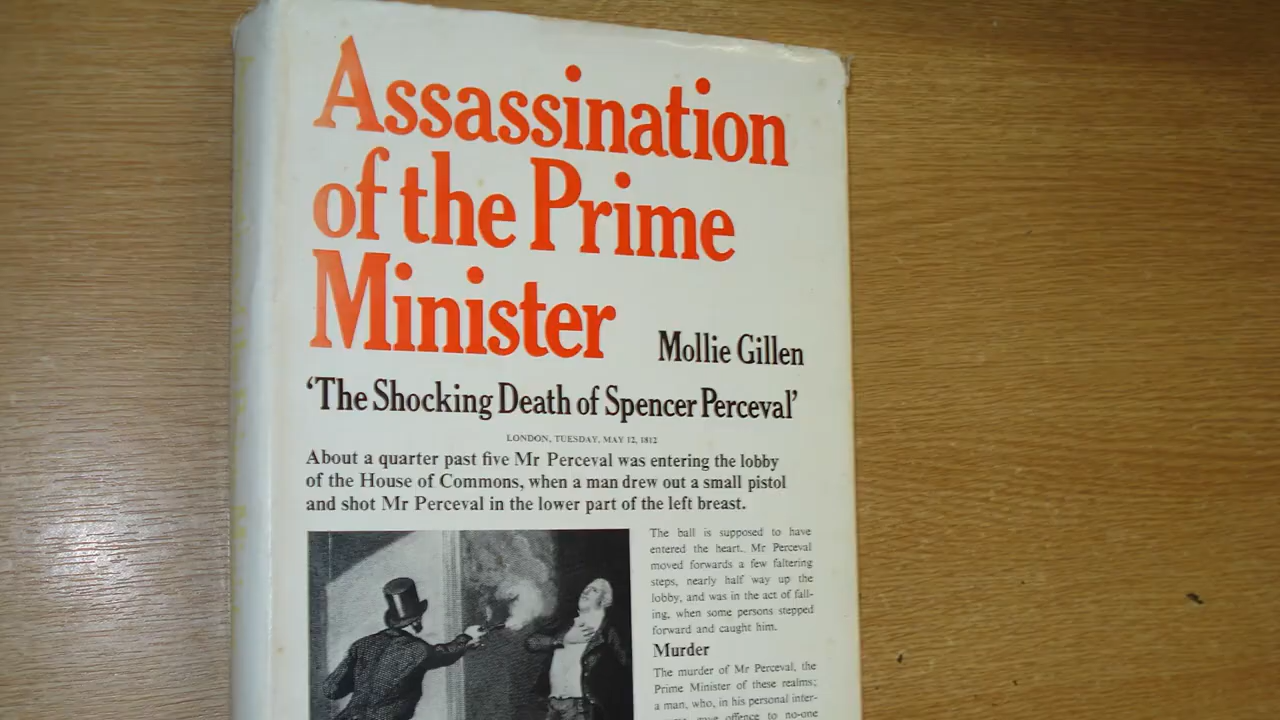 Assassination
of the Prime
Minister
Mollie Gillen
‘The Shocking Death of Spencer Perceval’
LONDON, TUESDAY, MAY 12, 1812
About a quarter past five Mr Perceval was entering the lobby
of the House of Commons, when a man drew out a small pistol
and shot Mr Perceval in the lower part of the left breast.
The ball is supposed to have
entered the heart. Mr Perceval
moved forwards a few faltering
steps, nearly half way up the
lobby, and was in the act of fall-
ing, when some persons stepped
forward and caught him.
Murder
The murder of Mr Perceval, the
Prime Minister of these realms;
a man, who, in his personal inter-
gave offence to no-one